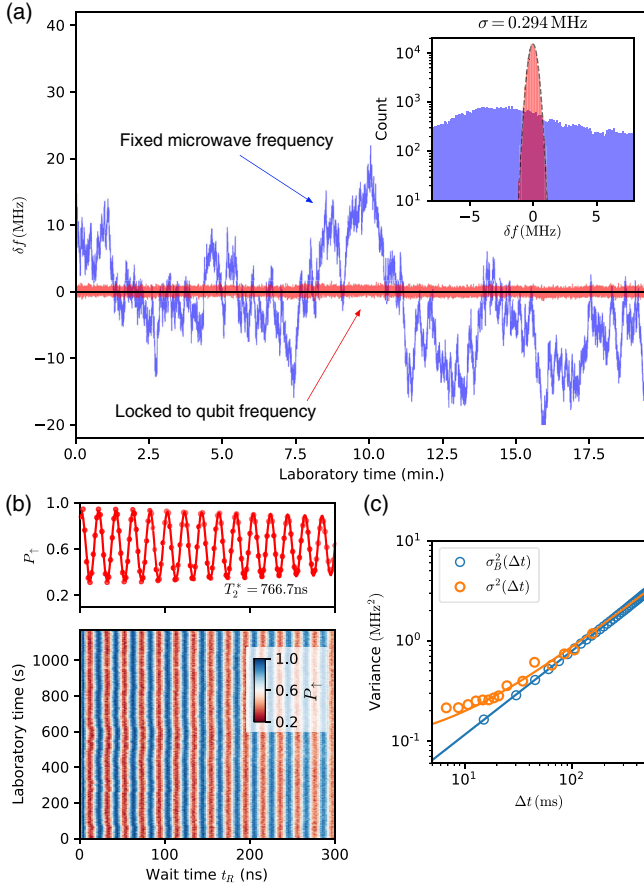 (a)
σ = 0.294 MHz
40
30
20
10
0
−10
−20
δf (MHz)
Fixed microwave frequency
Locked to qubit frequency
10⁴
10³
10²
10¹
Count
−5
0
5
δf (MHz)
0.0
2.5
5.0
7.5
10.0
12.5
15.0
17.5
Laboratory time (min.)
(b)
1.0
0.6
0.2
P↑
T₂* = 766.7ns
1000
800
600
400
200
0
Laboratory time (s)
1.0
0.6
0.2
P↑
0
100
200
300
Wait time t_R (ns)
(c)
10¹
10⁰
10⁻¹
Variance (MHz²)
σ_B²(Δt)
σ²(Δt)
10¹
10²
Δt (ms)